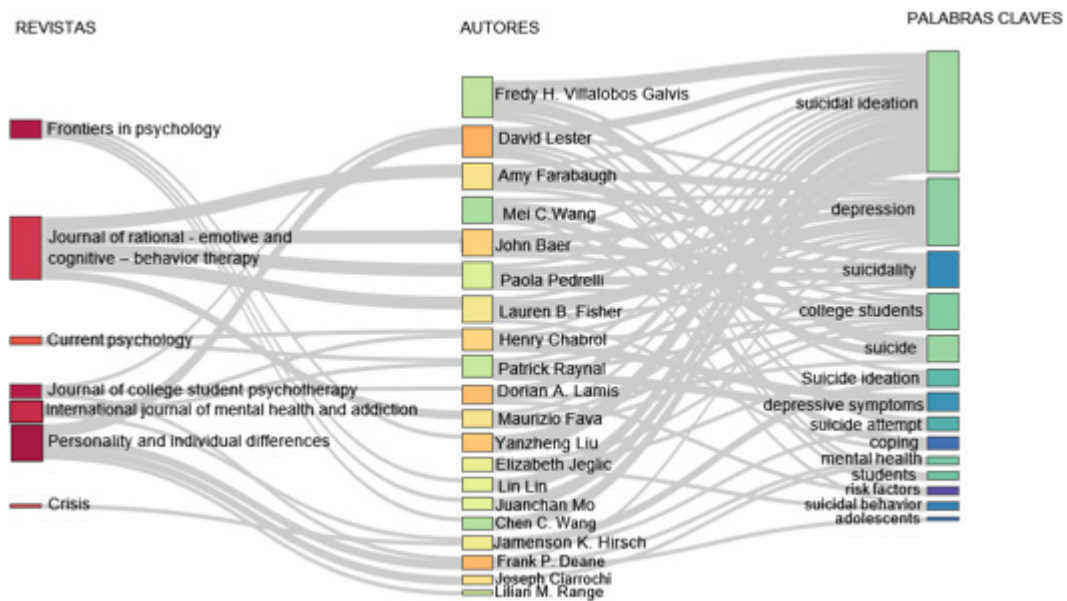 REVISTAS
AUTORES
PALABRAS CLAVES
Frontiers in psychology
Journal of rational - emotive and
cognitive – behavior therapy
Current psychology
Journal of college student psychotherapy
International journal of mental health and addiction
Personality and individual differences
Crisis
Fredy H. Villalobos Galvis
David Lester
Amy Farabaugh
Mei C.Wang
John Baer
Paola Pedrelli
Lauren B. Fisher
Henry Chabrol
Patrick Raynal
Dorian A. Lamis
Maurizio Fava
Yanzheng Liu
Elizabeth Jeglic
Lin Lin
Juanchan Mo
Chen C. Wang
Jamenson K. Hirsch
Frank P. Deane
Joseph Ciarrochi
Lilian M. Range
suicidal ideation
depression
suicidality
college students
suicide
Suicide ideation
depressive symptoms
suicide attempt
coping
mental health
students
risk factors
suicidal behavior
adolescents